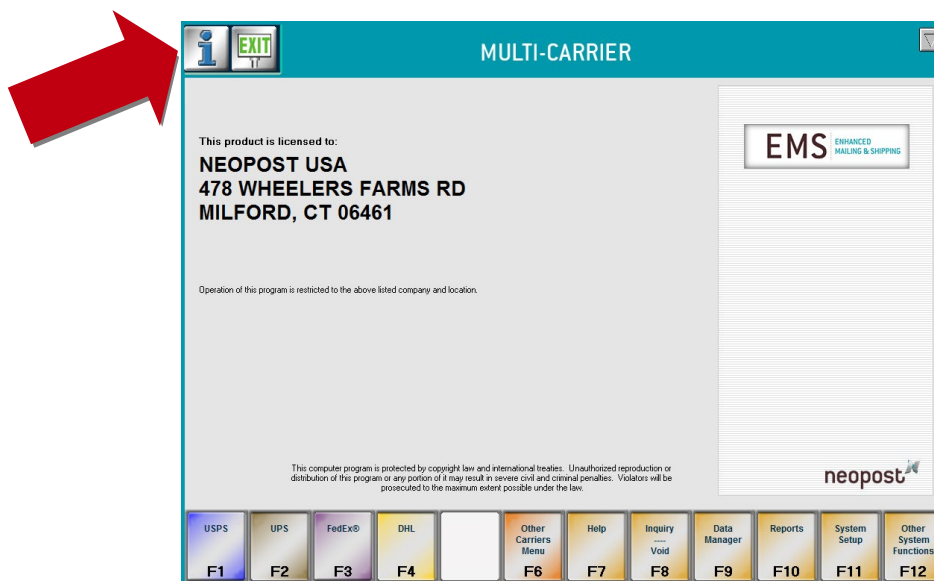 i EXIT MULTI-CARRIER
This product is licensed to:
NEOPOST USA
478 WHEELERS FARMS RD
MILFORD, CT 06461
EMS ENHANCED
MAILING & SHIPPING
Operation of this program is restricted to the above listed company and location.
This computer program is protected by copyright law and international treaties. Unauthorized reproduction or
distribution of this program or any portion of it may result in severe civil and criminal penalties. Violators will be
prosecuted to the maximum extent possible under the law.
neopost
USPS
F1
UPS
F2
FedEx®
F3
DHL
F4
Other
Carriers
Menu
F6
Help
F7
Inquiry
----
Void
F8
Data
Manager
F9
Reports
F10
System
Setup
F11
Other
System
Functions
F12